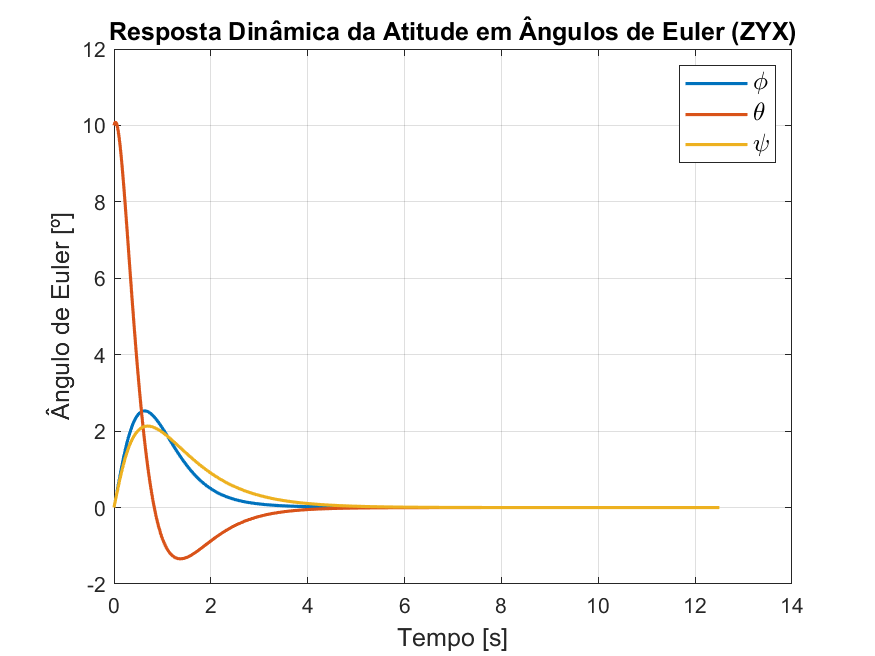 Resposta Dinâmica da Atitude em Ângulos de Euler (ZYX)
12
10
8
6
4
2
0
-2
Ângulo de Euler [º]
ϕ
θ
ψ
0 2 4 6 8 10 12 14
Tempo [s]